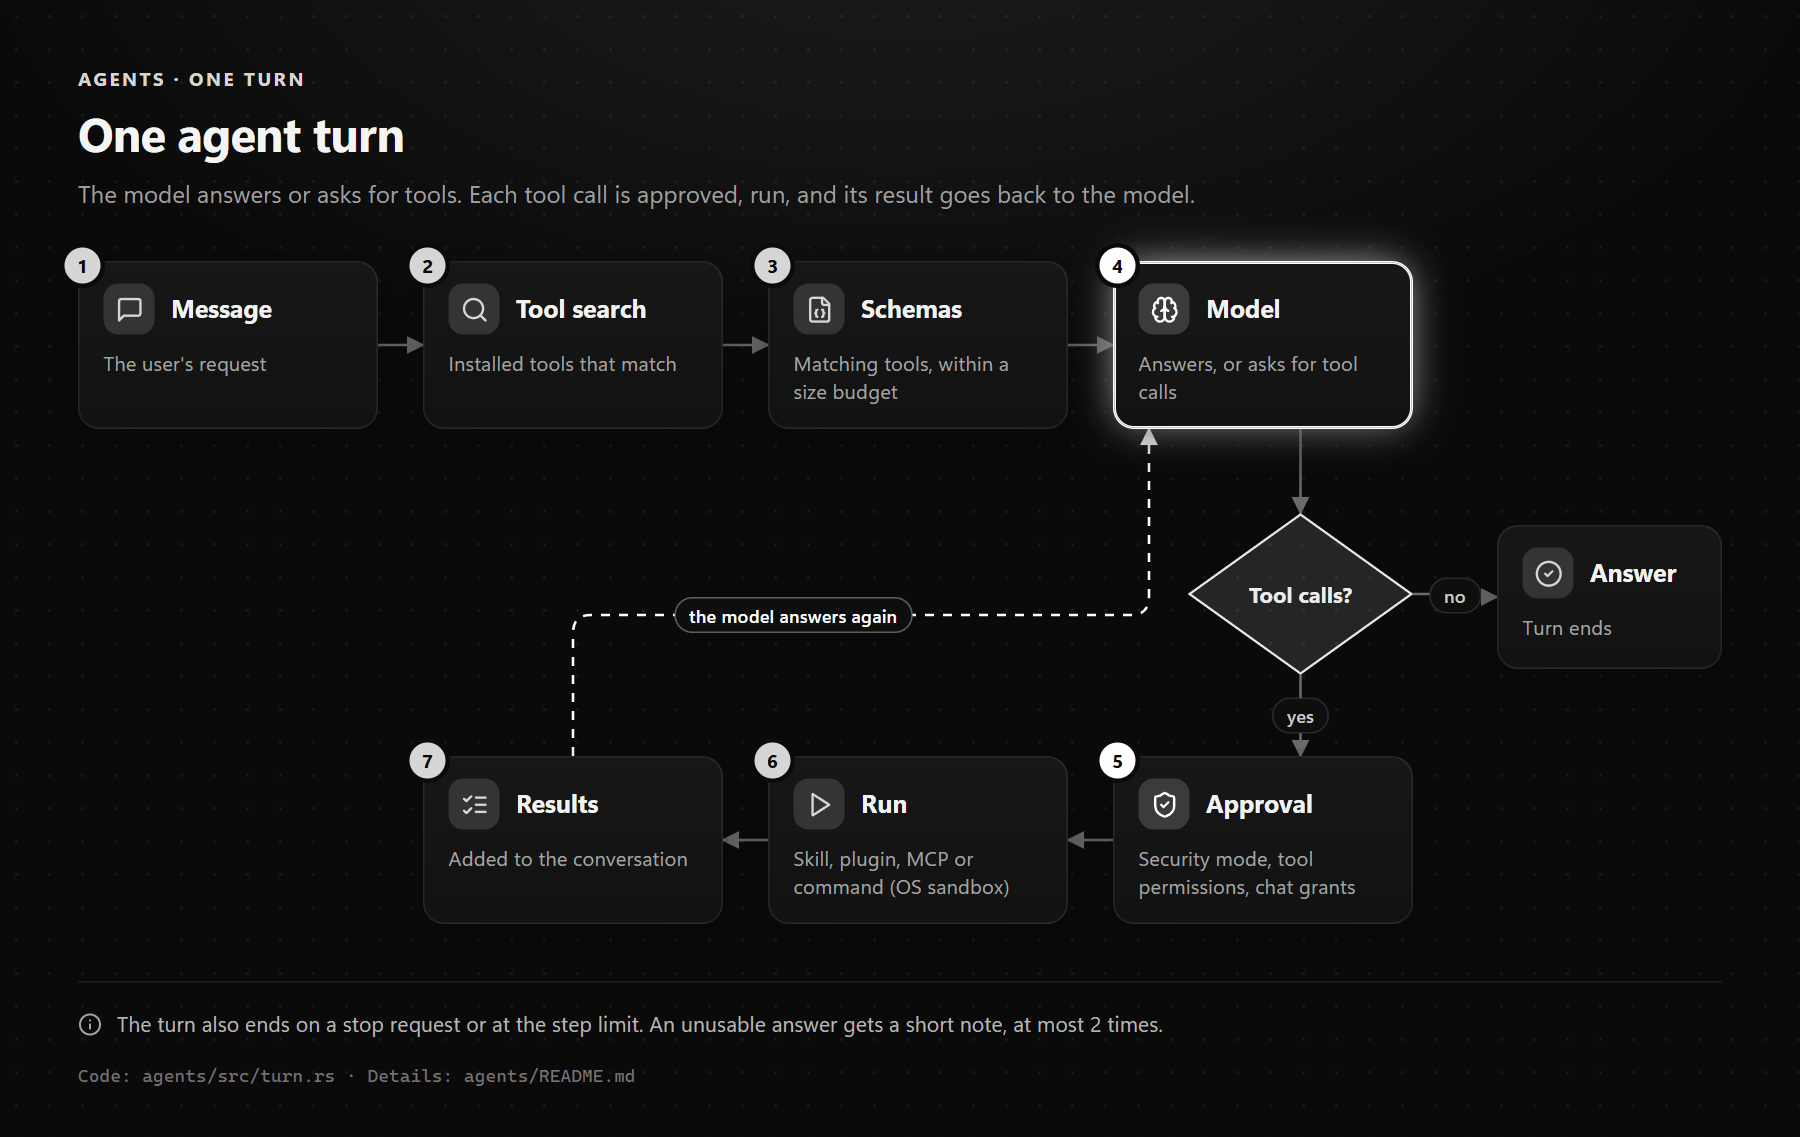 AGENTS · ONE TURN
One agent turn
The model answers or asks for tools. Each tool call is approved, run, and its result goes back to the model.
1
Message
The user's request
2
Tool search
Installed tools that match
3
Schemas
Matching tools, within a
size budget
4
Model
Answers, or asks for tool
calls
Tool calls?
no
Answer
Turn ends
the model answers again
yes
7
Results
Added to the conversation
6
Run
Skill, plugin, MCP or
command (OS sandbox)
5
Approval
Security mode, tool
permissions, chat grants
The turn also ends on a stop request or at the step limit. An unusable answer gets a short note, at most 2 times.
Code: agents/src/turn.rs · Details: agents/README.md